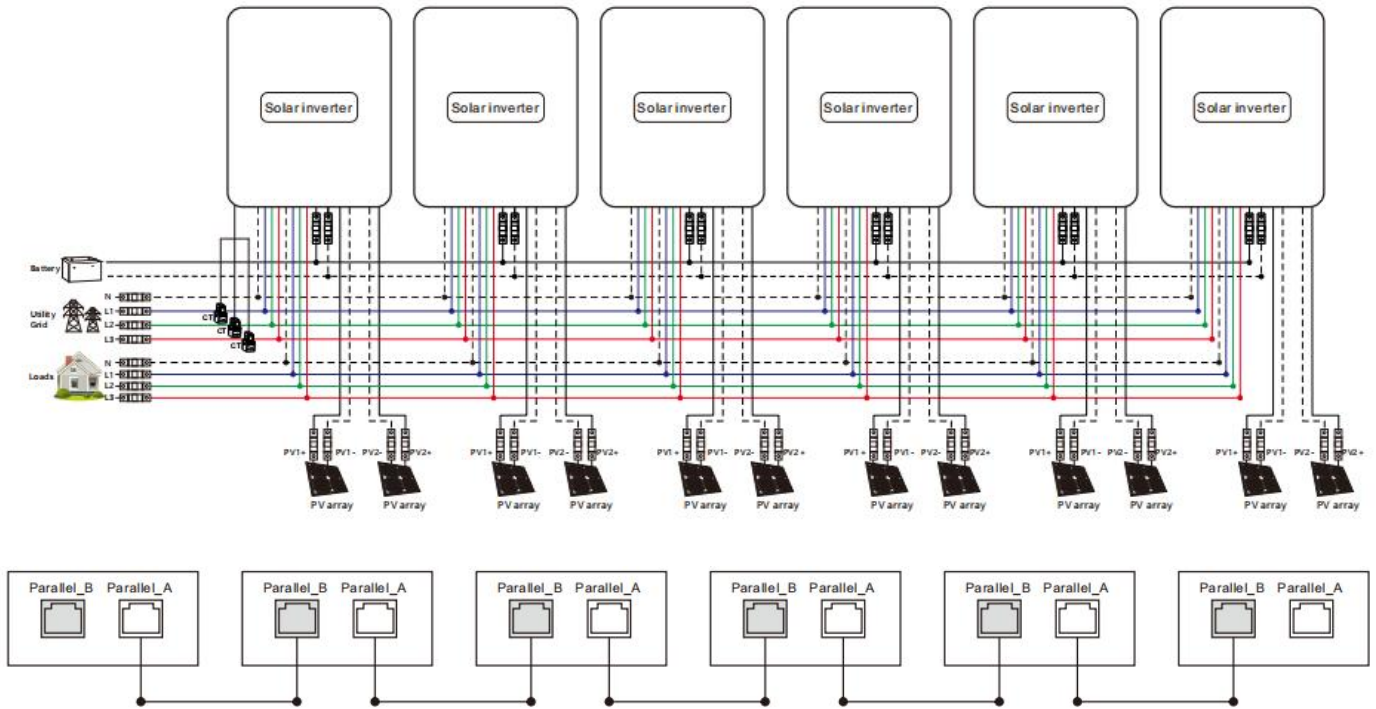 Solar inverter Solar inverter Solar inverter Solar inverter Solar inverter Solar inverter
Battery
N
L1
Utility Grid
CT
L2
CT
L3
CT
N
Loads
L1
L2
L3
PV1+ PV1- PV2- PV2+ PV1+ PV1- PV2- PV2+ PV1+ PV1- PV2- PV2+ PV1+ PV1- PV2- PV2+ PV1+ PV1- PV2- PV2+ PV1+ PV1- PV2- PV2+
PV array PV array PV array PV array PV array PV array PV array PV array PV array PV array PV array PV array
Parallel_B Parallel_A Parallel_B Parallel_A Parallel_B Parallel_A Parallel_B Parallel_A Parallel_B Parallel_A Parallel_B Parallel_A